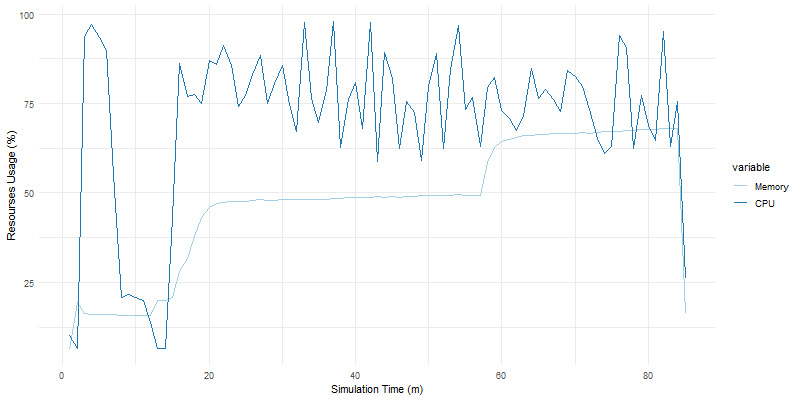 100
75
50
25
Resourses Usage (%)
0
20
40
60
80
Simulation Time (m)
variable
Memory
CPU